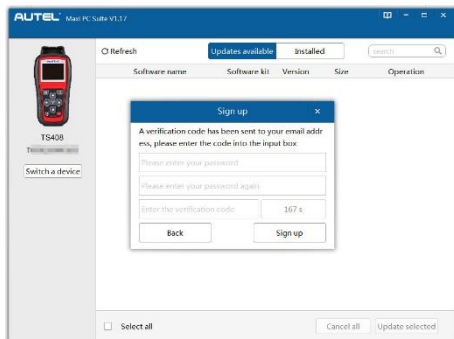 AUTEL Maxi PC Suite V1.17
Refresh
Updates available
Installed
search
Software name Software kit Version Size Operation
TS408
Switch a device
Sign up
A verification code has been sent to your email addr
ess, please enter the code into the input box
Please enter your password
Please enter your password again
Enter the verification code
167 s
Back
Sign up
Select all
Cancel all
Update selected